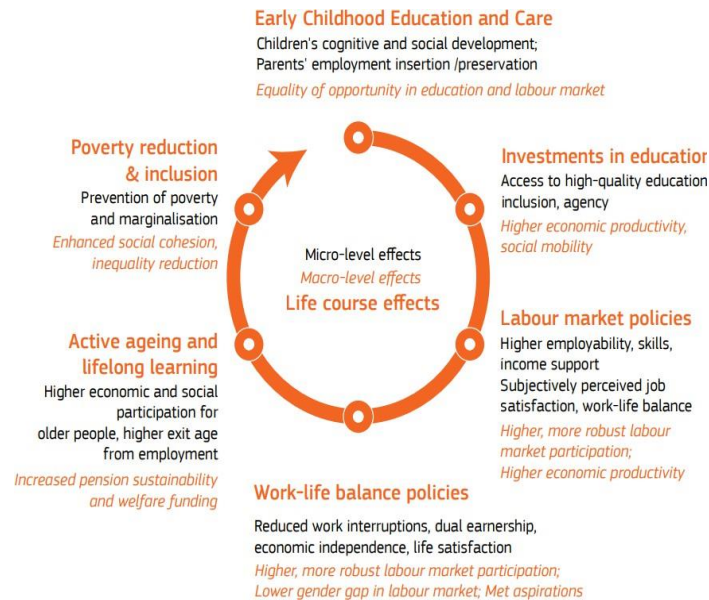 Early Childhood Education and Care
Children's cognitive and social development;
Parents' employment insertion /preservation
Equality of opportunity in education and labour market
Investments in education
Access to high-quality education
inclusion, agency
Higher economic productivity,
social mobility
Labour market policies
Higher employability, skills,
income support
Subjectively perceived job
satisfaction, work-life balance
Higher, more robust labour
market participation;
Higher economic productivity
Work-life balance policies
Reduced work interruptions, dual earnership,
economic independence, life satisfaction
Higher, more robust labour market participation;
Lower gender gap in labour market; Met aspirations
Active ageing and
lifelong learning
Higher economic and social
participation for
older people, higher exit age
from employment
Increased pension sustainability
and welfare funding
Poverty reduction
& inclusion
Prevention of poverty
and marginalisation
Enhanced social cohesion,
inequality reduction
Micro-level effects
Macro-level effects
Life course effects